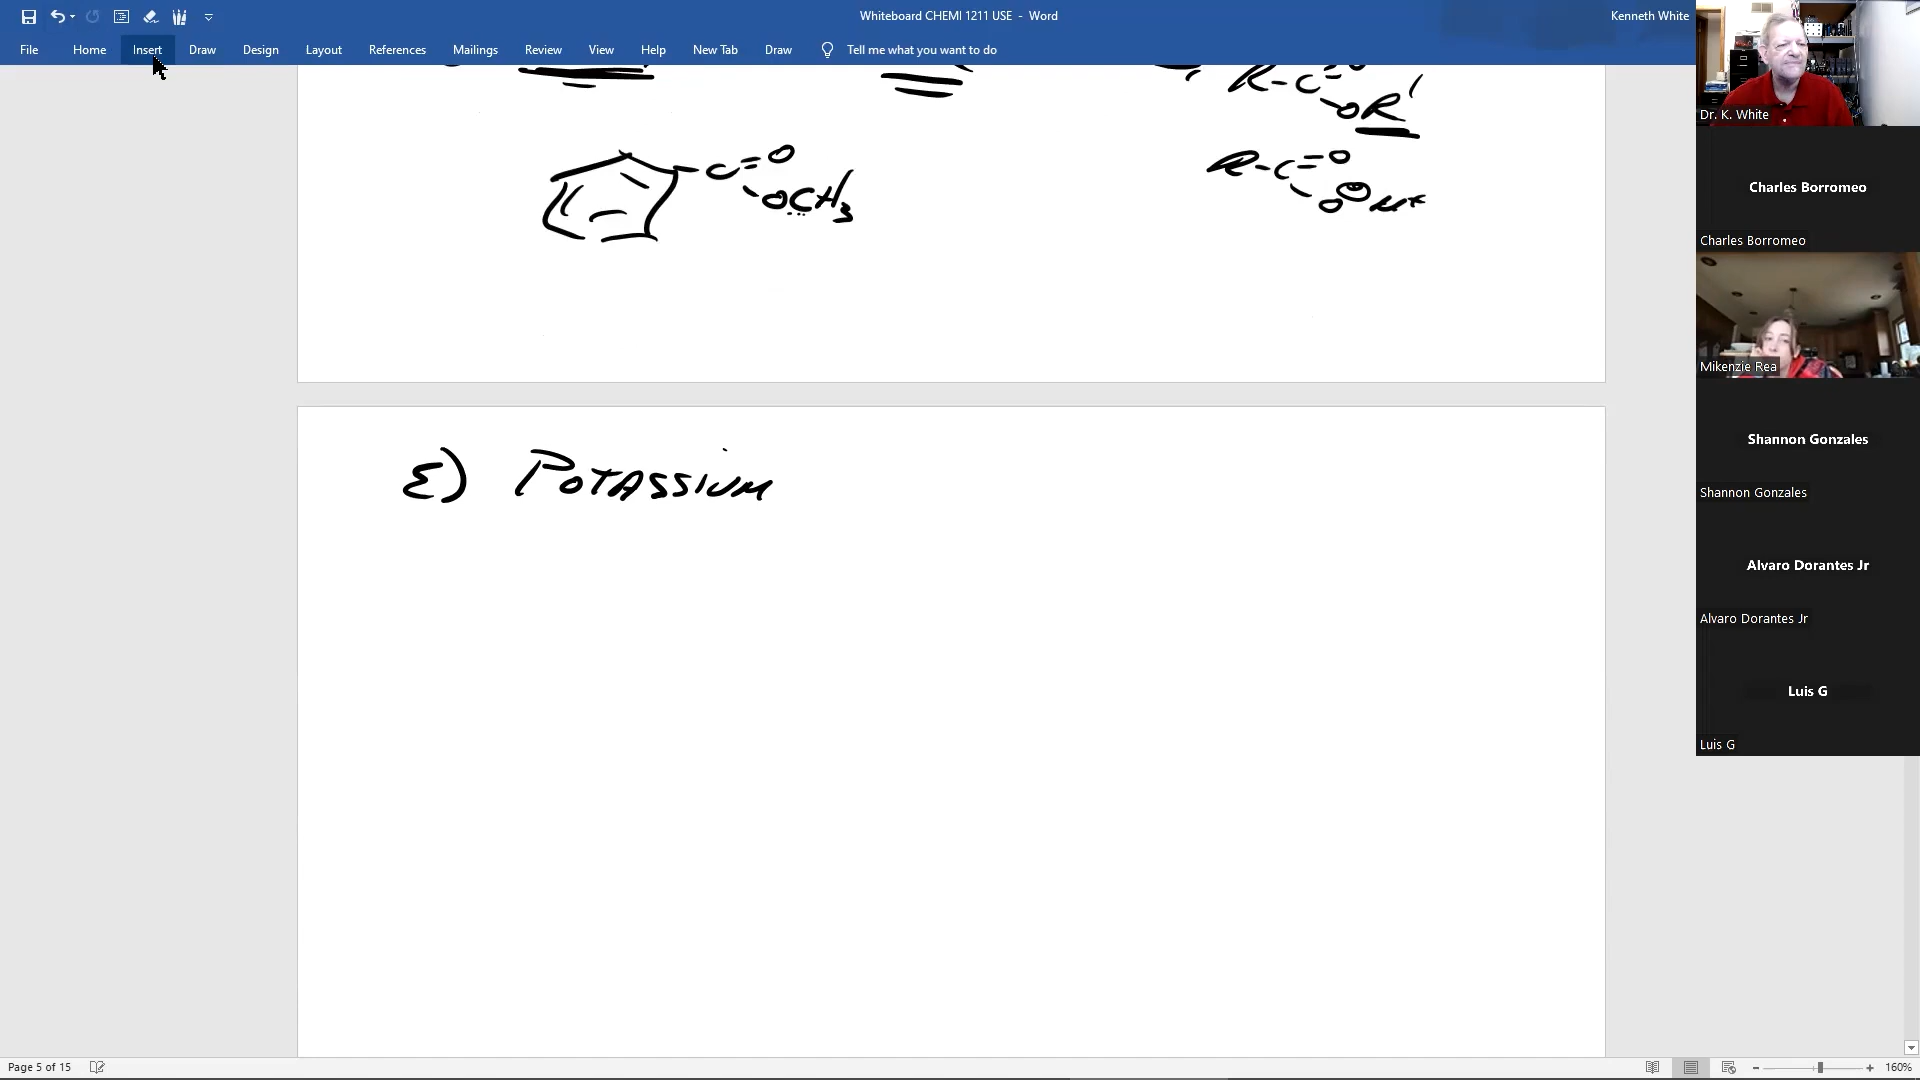 Whiteboard CHEMI 1211 USE - Word
Kenneth White
File Home Insert Draw Design Layout References Mailings Review View Help New Tab Draw Tell me what you want to do
R-C=O
OR'
C=O
OCH3
R-C=O
O⊖M+
E) POTASSIUM
Dr. K. White
Charles Borromeo
Charles Borromeo
Mikenzie Rea
Shannon Gonzales
Shannon Gonzales
Alvaro Dorantes Jr
Alvaro Dorantes Jr
Luis G
Luis G
Page 5 of 15
160%